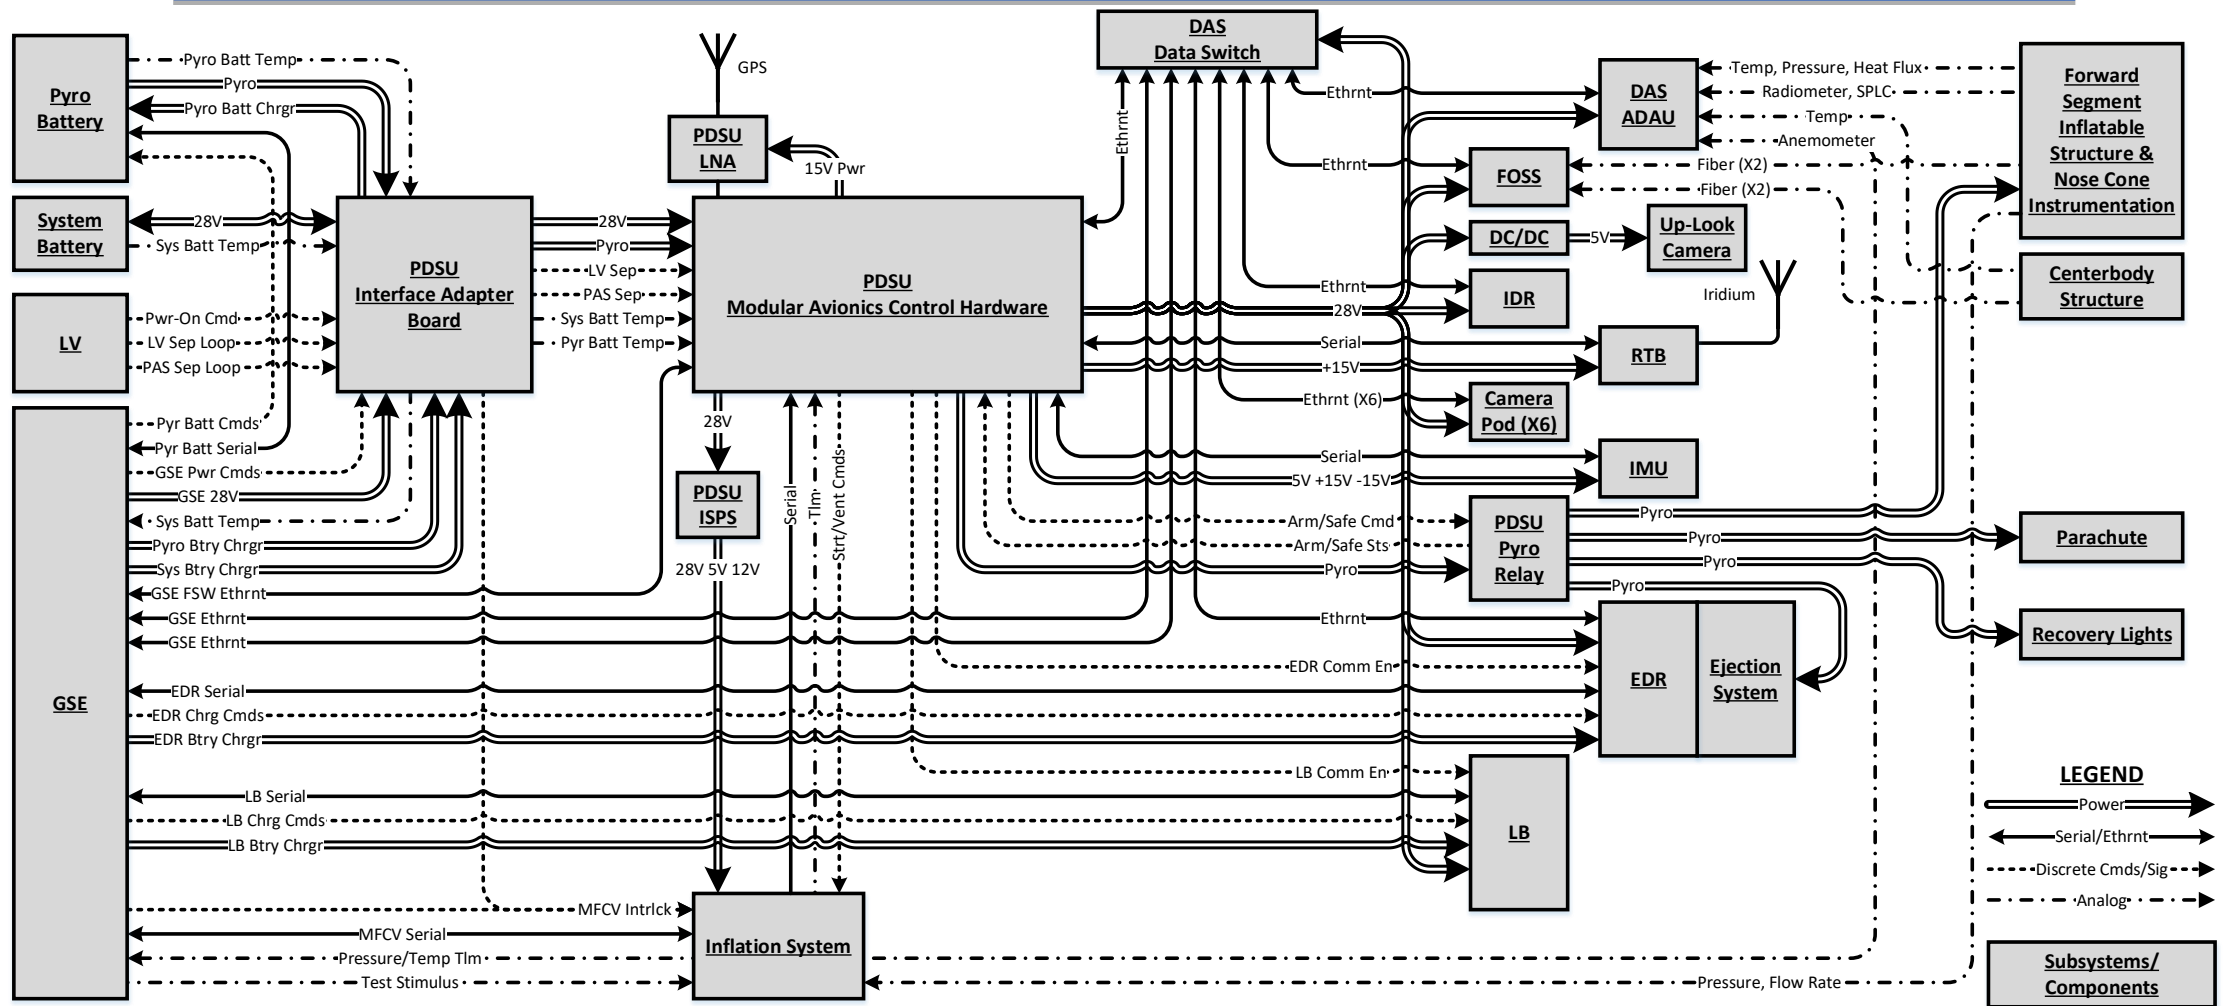 Pyro
Battery
System
Battery
LV
GSE
Pyro Batt Temp
Pyro
Pyro Batt Chrgr
28V
Sys Batt Temp
Pwr-On Cmd
LV Sep Loop
PAS Sep Loop
Pyr Batt Cmds
Pyr Batt Serial
GSE Pwr Cmds
GSE 28V
Sys Batt Temp
Pyro Btry Chrgr
Sys Btry Chrgr
GSE FSW Ethrnt
GSE Ethrnt
GSE Ethrnt
EDR Serial
EDR Chrg Cmds
EDR Btry Chrgr
LB Serial
LB Chrg Cmds
LB Btry Chrgr
MFCV Intrlck
MFCV Serial
Pressure/Temp Tlm
Test Stimulus
PDSU
Interface Adapter
Board
28V
Pyro
LV Sep
PAS Sep
Sys Batt Temp
Pyr Batt Temp
GPS
PDSU
LNA
15V Pwr
PDSU
Modular Avionics Control Hardware
28V
PDSU
ISPS
28V 5V 12V
Serial
Tlm
Strt/Vent Cmds
Inflation System
DAS
Data Switch
Ethrnt
Ethrnt
Ethrnt
Ethrnt
28V
Serial
+15V
Ethrnt (X6)
Serial
5V +15V -15V
Arm/Safe Cmd
Arm/Safe Sts
Pyro
Ethrnt
EDR Comm En
LB Comm En
DAS
ADAU
FOSS
DC/DC
5V
Up-Look
Camera
IDR
Iridium
RTB
Camera
Pod (X6)
IMU
PDSU
Pyro
Relay
Pyro
Pyro
Pyro
Pyro
EDR
Ejection
System
LB
Temp, Pressure, Heat Flux
Radiometer, SPLC
Temp
Anemometer
Fiber (X2)
Fiber (X2)
Pressure, Flow Rate
Forward
Segment
Inflatable
Structure &
Nose Cone
Instrumentation
Centerbody
Structure
Parachute
Recovery Lights
LEGEND
Power
Serial/Ethrnt
Discrete Cmds/Sig
Analog
Subsystems/
Components